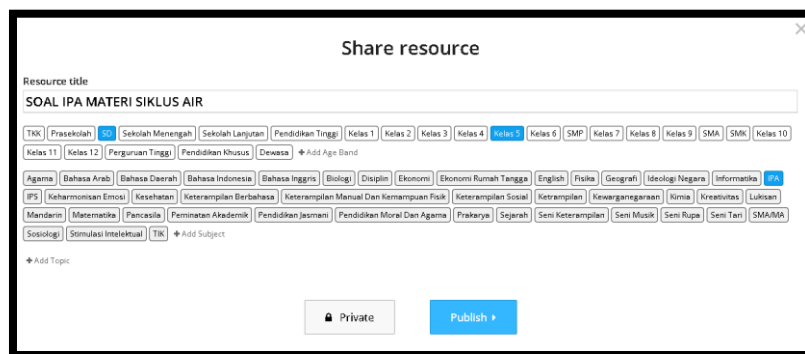 Share resource
Resource title
SOAL IPA MATERI SIKLUS AIR
TKK Prasekolah SD Sekolah Menengah Sekolah Lanjutan Pendidikan Tinggi Kelas 1 Kelas 2 Kelas 3 Kelas 4 Kelas 5 Kelas 6 SMP Kelas 7 Kelas 8 Kelas 9 SMA SMK Kelas 10
Kelas 11 Kelas 12 Perguruan Tinggi Pendidikan Khusus Dewasa +Add Age Band
Agama Bahasa Arab Bahasa Daerah Bahasa Indonesia Bahasa Inggris Biologi Disiplin Ekonomi Ekonomi Rumah Tangga English Fisika Geografi Ideologi Negara Informatika IPA
IPS Keharmonisan Emosi Kesehatan Keterampilan Berbahasa Keterampilan Manual Dan Kemampuan Fisik Keterampilan Sosial Ketrampilan Kewarganegaraan Kimia Kreativitas Lukisan
Mandarin Matematika Pancasila Peminatan Akademik Pendidikan Jasmani Pendidikan Moral Dan Agama Prakarya Sejarah Seni Keterampilan Seni Musik Seni Rupa Seni Tari SMA/MA
Sosiologi Stimulasi Intelektual TIK +Add Subject
+Add Topic
Private Publish